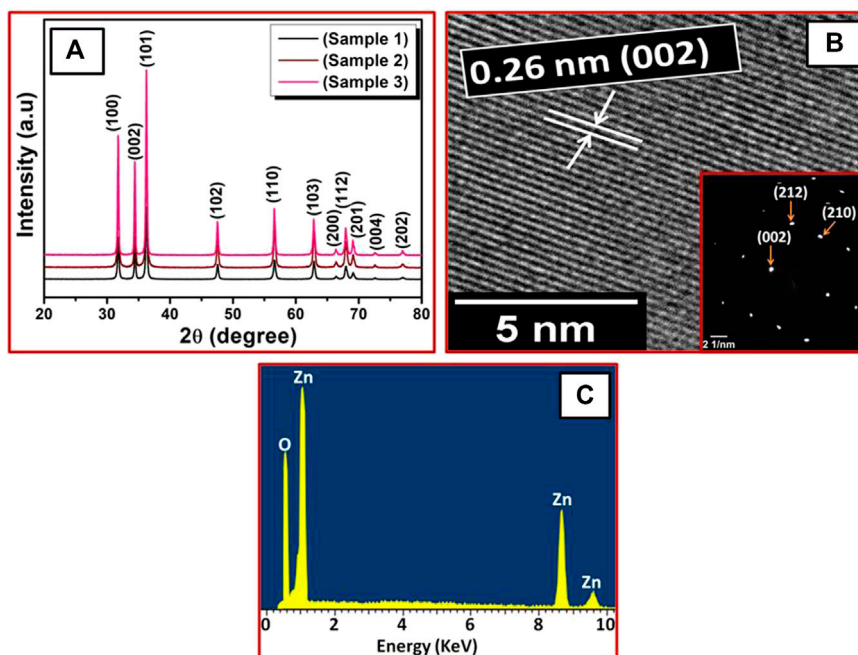 A
Intensity (a.u)
(Sample 1)
(Sample 2)
(Sample 3)
(100)
(002)
(101)
(102)
(110)
(103)
(200)
(112)
(201)
(004)
(202)
20 30 40 50 60 70 80
2θ (degree)
B
0.26 nm (002)
5 nm
(212)
(210)
(002)
2 1/nm
C
O
Zn
Zn
Zn
0 2 4 6 8 10
Energy (KeV)